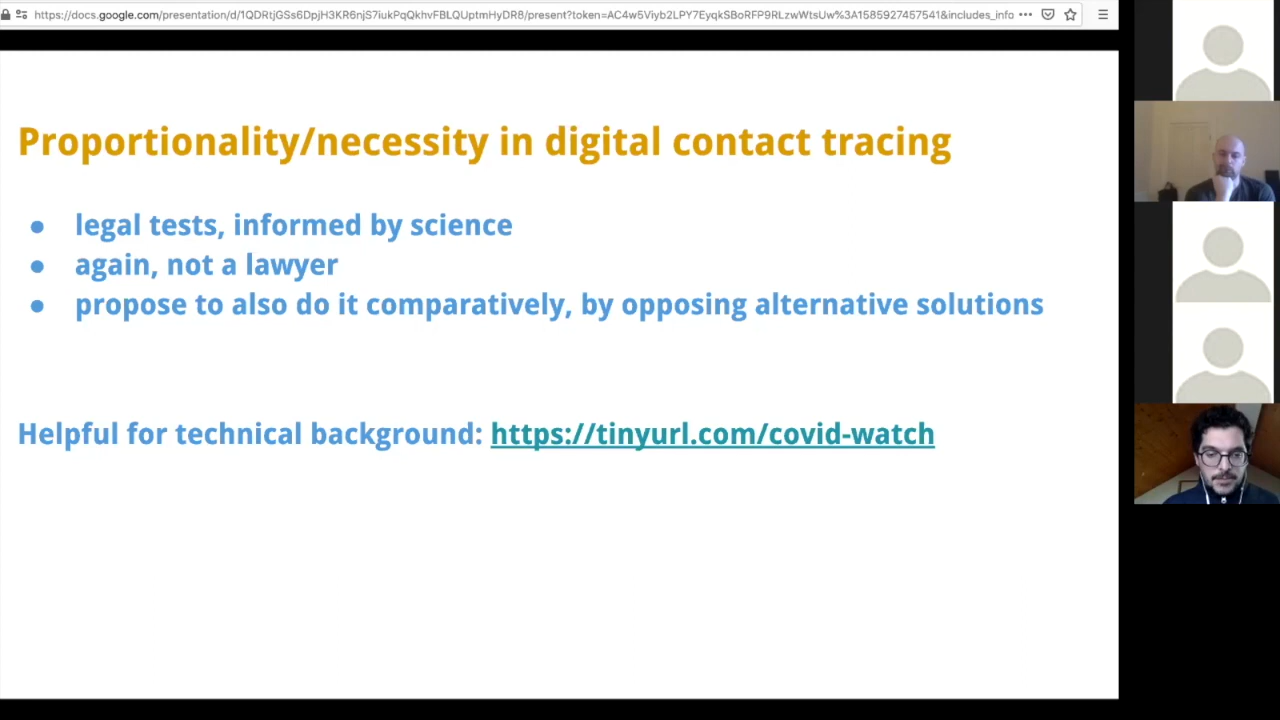 https://docs.google.com/presentation/d/1QDRtjGSs6DpjH3KR6njS7iukPqQkhvFBLQUptmHyDR8/present?token=AC4w5Viyb2LPY7EyqkSBoRFP9RLzwWtsUw%3A1585927457541&includes_info
Proportionality/necessity in digital contact tracing
● legal tests, informed by science
● again, not a lawyer
● propose to also do it comparatively, by opposing alternative solutions
Helpful for technical background: https://tinyurl.com/covid-watch